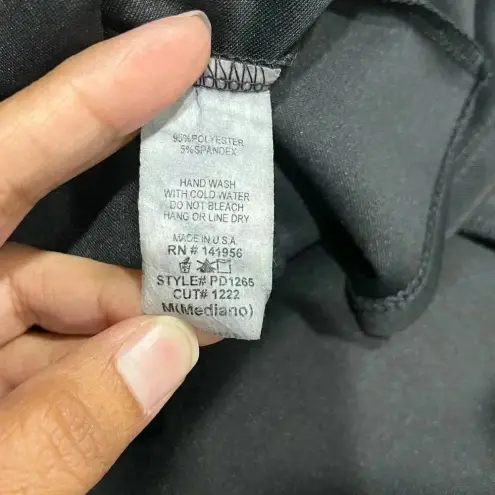 95%POLYESTER
5%SPANDEX
HAND WASH
WITH COLD WATER
DO NOT BLEACH
HANG OR LINE DRY
MADE IN U.S.A
RN # 141956
STYLE# PD1265
CUT# 1222
M(Mediano)